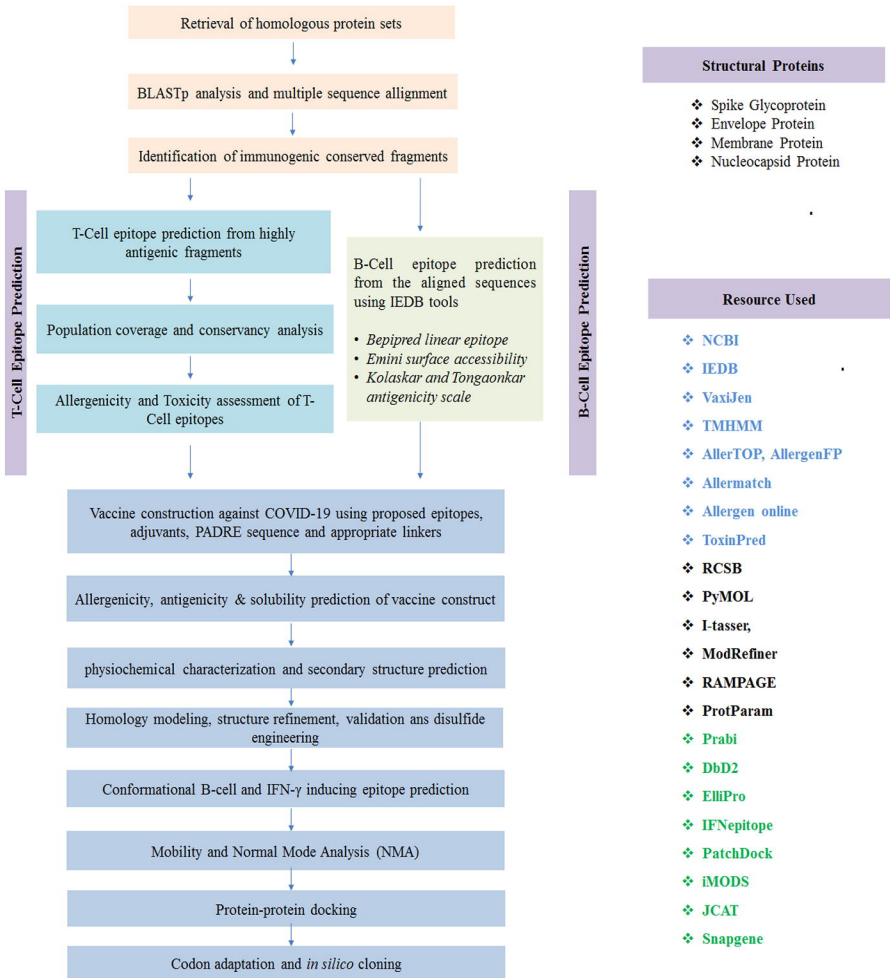 Retrieval of homologous protein sets
BLASTp analysis and multiple sequence allignment
Identification of immunogenic conserved fragments
T-Cell Epitope Prediction
T-Cell epitope prediction from highly
antigenic fragments
Population coverage and conservancy analysis
Allergenicity and Toxicity assessment of T-
Cell epitopes
B-Cell epitope prediction
from the aligned sequences
using IEDB tools
• Bepipred linear epitope
• Emini surface accessibility
• Kolaskar and Tongaonkar
antigenicity scale
B-Cell Epitope Prediction
Vaccine construction against COVID-19 using proposed epitopes,
adjuvants, PADRE sequence and appropriate linkers
Allergenicity, antigenicity & solubility prediction of vaccine construct
physiochemical characterization and secondary structure prediction
Homology modeling, structure refinement, validation ans disulfide
engineering
Conformational B-cell and IFN-γ inducing epitope prediction
Mobility and Normal Mode Analysis (NMA)
Protein-protein docking
Codon adaptation and in silico cloning
Structural Proteins
❖ Spike Glycoprotein
❖ Envelope Protein
❖ Membrane Protein
❖ Nucleocapsid Protein
Resource Used
❖ NCBI
❖ IEDB
❖ VaxiJen
❖ TMHMM
❖ AllerTOP, AllergenFP
❖ Allermatch
❖ Allergen online
❖ ToxinPred
❖ RCSB
❖ PyMOL
❖ I-tasser,
❖ ModRefiner
❖ RAMPAGE
❖ ProtParam
❖ Prabi
❖ DbD2
❖ ElliPro
❖ IFNepitope
❖ PatchDock
❖ iMODS
❖ JCAT
❖ Snapgene